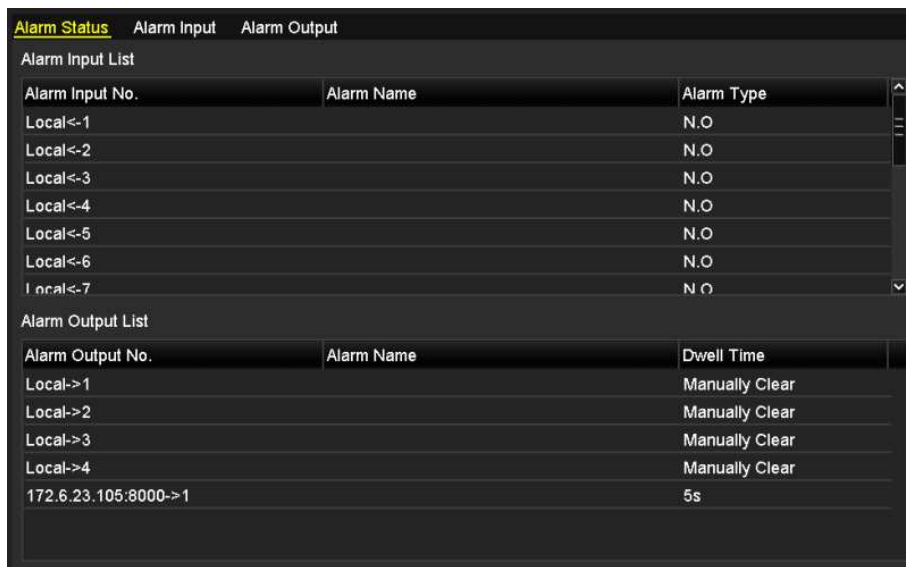 Alarm Status Alarm Input Alarm Output
Alarm Input List
Alarm Input No. Alarm Name Alarm Type
Local<-1 N.O
Local<-2 N.O
Local<-3 N.O
Local<-4 N.O
Local<-5 N.O
Local<-6 N.O
Local<-7 N.O
Alarm Output List
Alarm Output No. Alarm Name Dwell Time
Local->1 Manually Clear
Local->2 Manually Clear
Local->3 Manually Clear
Local->4 Manually Clear
172.6.23.105:8000->1 5s